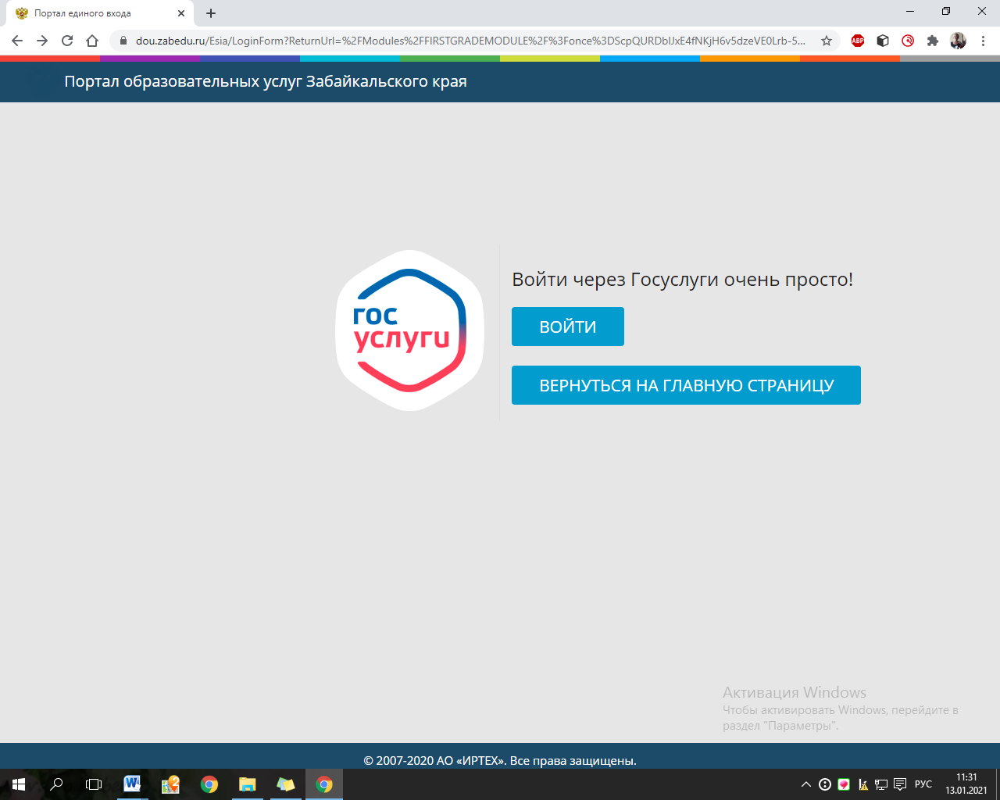 Портал единого входа
dou.zabedu.ru/Esia/LoginForm?ReturnUrl=%2FModules%2FFIRSTGRADEMODULE%2F%3Fonce%3DScpQURDbIJxE4fNKjH6v5dzeVE0Lrb-5...
ABP
Портал образовательных услуг Забайкальского края
гос
услуги
Войти через Госуслуги очень просто!
ВОЙТИ
ВЕРНУТЬСЯ НА ГЛАВНУЮ СТРАНИЦУ
Активация Windows
Чтобы активировать Windows, перейдите в
раздел "Параметры".
© 2007-2020 АО «ИРТЕХ». Все права защищены.
W
2
РУС
11:31
13.01.2021